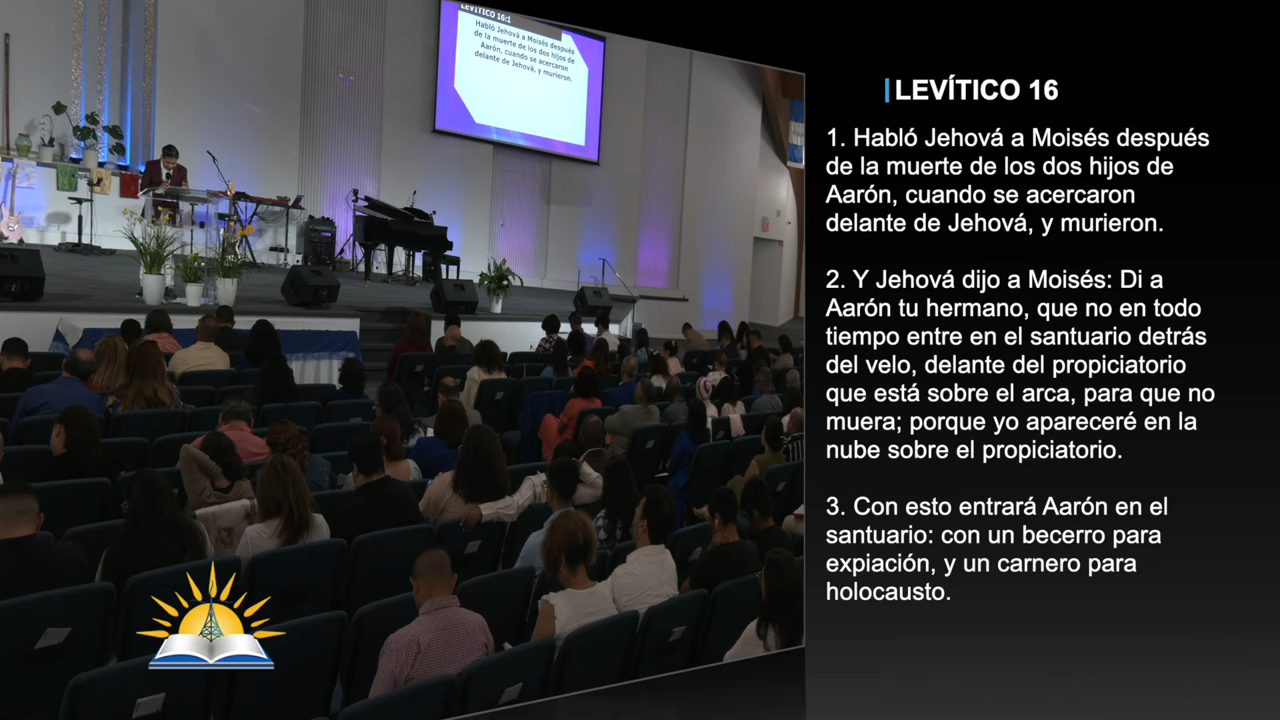 LEVÍTICO 16:1
Habló Jehová a Moisés después
de la muerte de los dos hijos de
Aarón, cuando se acercaron
delante de Jehová, y murieron.
LEVÍTICO 16
1. Habló Jehová a Moisés después
de la muerte de los dos hijos de
Aarón, cuando se acercaron
delante de Jehová, y murieron.
2. Y Jehová dijo a Moisés: Di a
Aarón tu hermano, que no en todo
tiempo entre en el santuario detrás
del velo, delante del propiciatorio
que está sobre el arca, para que no
muera; porque yo apareceré en la
nube sobre el propiciatorio.
3. Con esto entrará Aarón en el
santuario: con un becerro para
expiación, y un carnero para
holocausto.